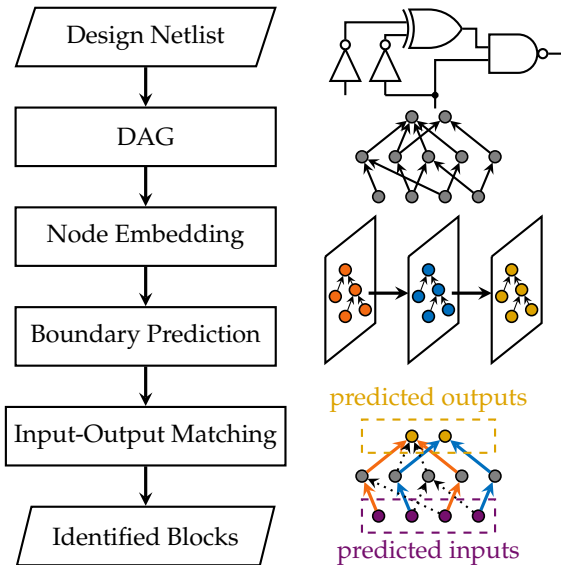 Design Netlist
DAG
Node Embedding
Boundary Prediction
predicted outputs
Input-Output Matching
Identified Blocks
predicted inputs